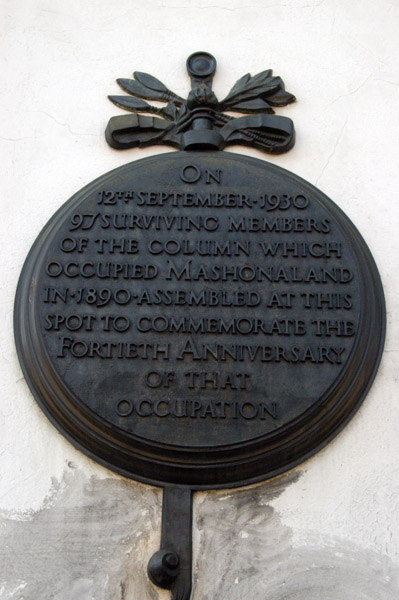 On
12TH SEPTEMBER·1930
97 SURVIVING MEMBERS
OF THE COLUMN WHICH
OCCUPIED MASHONALAND
IN·1890·ASSEMBLED AT THIS
SPOT TO COMMEMORATE THE
FORTIETH ANNIVERSARY
OF THAT
OCCUPATION